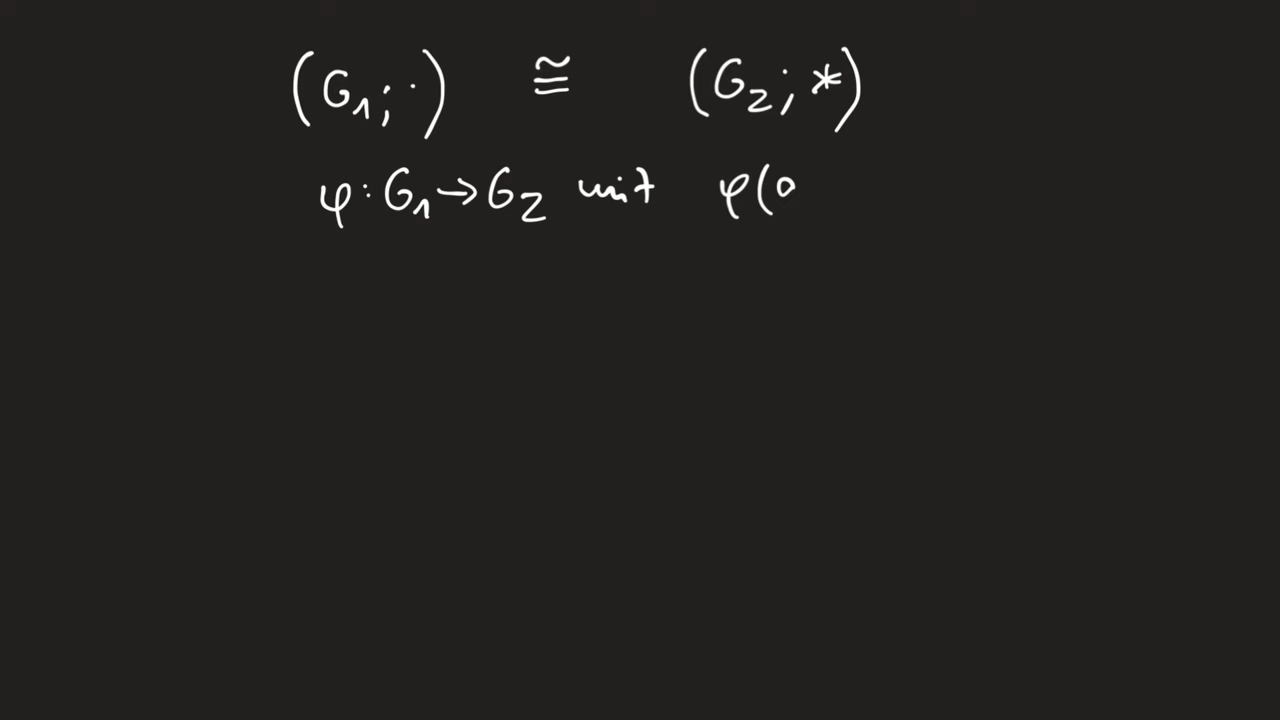 (G₁; ·) ≅ (G₂; *)
φ: G₁ → G₂ mit φ(a